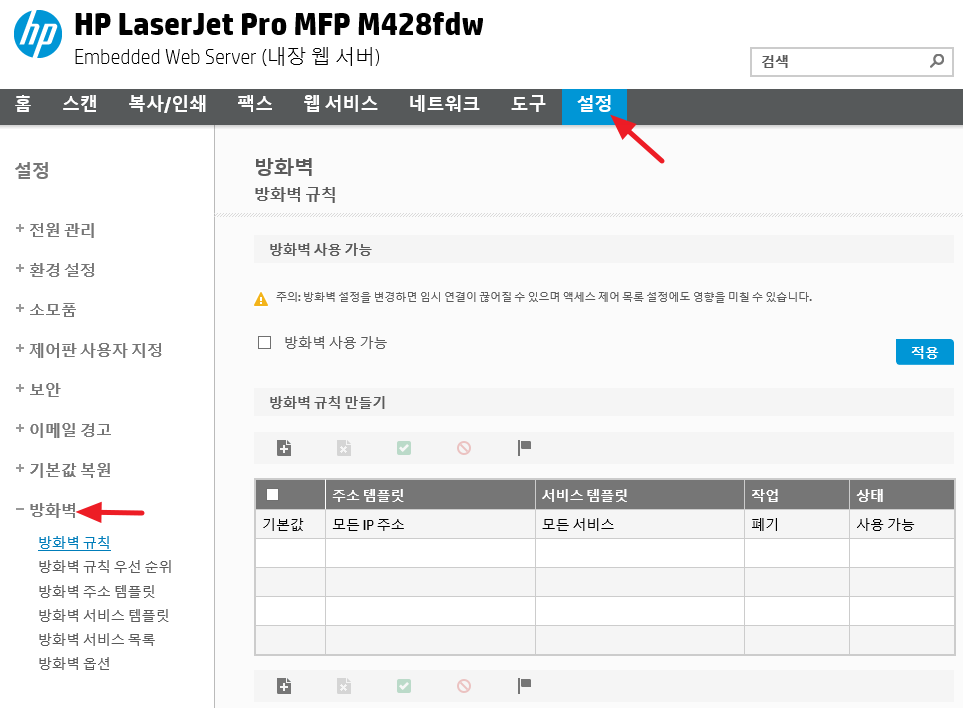 hp HP LaserJet Pro MFP M428fdw
Embedded Web Server (내장 웹 서버)
검색
홈 스캔 복사/인쇄 팩스 웹 서비스 네트워크 도구 설정
설정
+ 전원 관리
+ 환경 설정
+ 소모품
+ 제어판 사용자 지정
+ 보안
+ 이메일 경고
+ 기본값 복원
- 방화벽
방화벽 규칙
방화벽 규칙 우선 순위
방화벽 주소 템플릿
방화벽 서비스 템플릿
방화벽 서비스 목록
방화벽 옵션
방화벽
방화벽 규칙
방화벽 사용 가능
주의: 방화벽 설정을 변경하면 임시 연결이 끊어질 수 있으며 액세스 제어 목록 설정에도 영향을 미칠 수 있습니다.
방화벽 사용 가능
적용
방화벽 규칙 만들기
주소 템플릿 서비스 템플릿 작업 상태
기본값 모든 IP 주소 모든 서비스 폐기 사용 가능